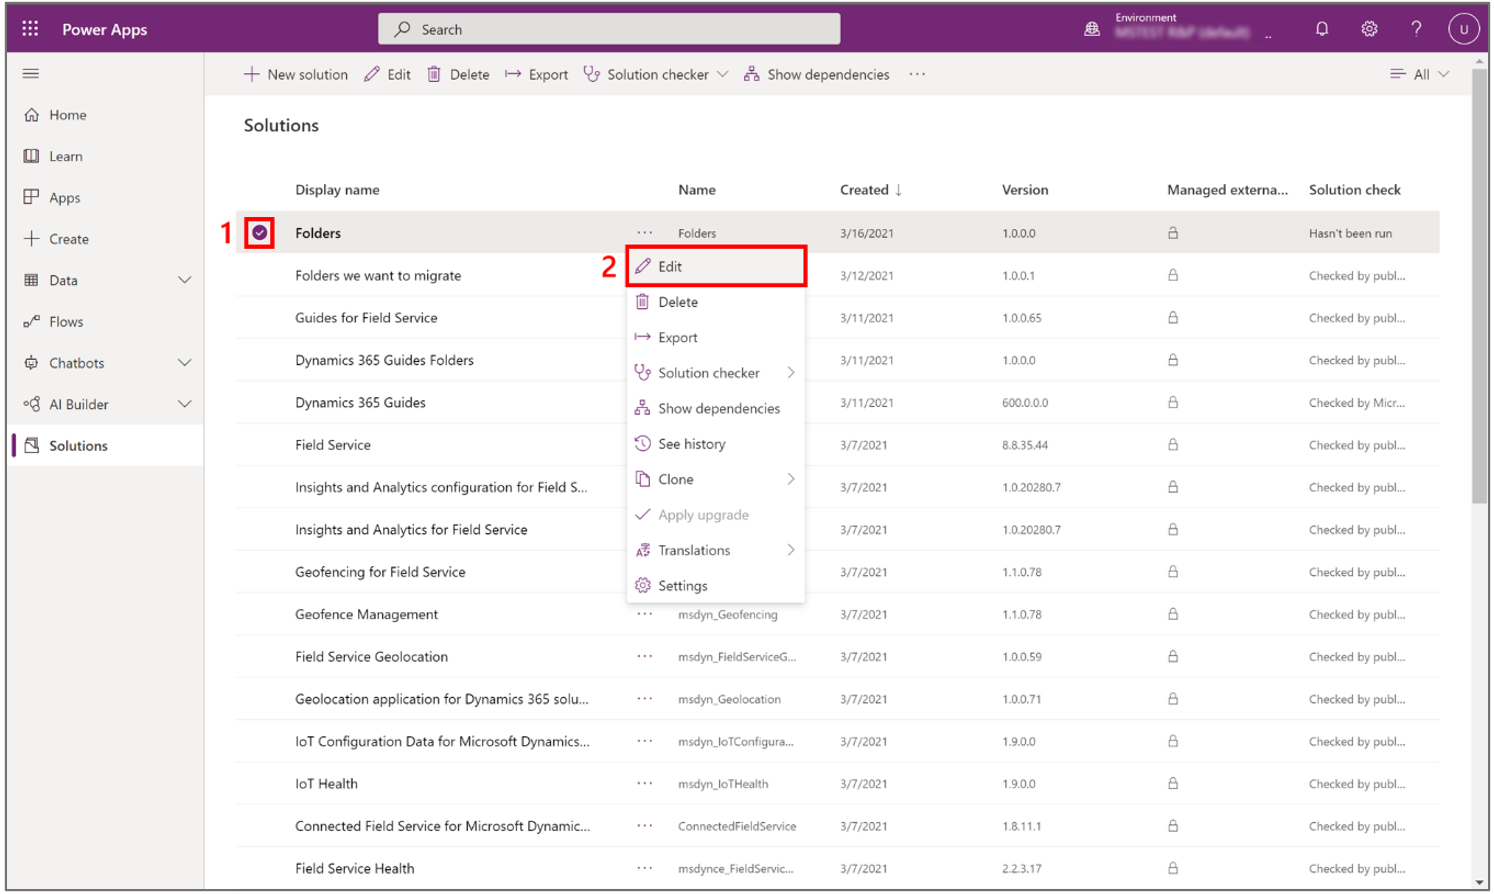 Power Apps
Search
Environment
U
New solution Edit Delete Export Solution checker Show dependencies ··· All
Home
Learn
Apps
Create
Data
Flows
Chatbots
AI Builder
Solutions
Solutions
Display name Name Created ↓ Version Managed externa... Solution check
1 Folders ··· Folders 3/16/2021 1.0.0.0 Hasn't been run
Folders we want to migrate 3/12/2021 1.0.0.1 Checked by publ...
Guides for Field Service 3/11/2021 1.0.0.65 Checked by publ...
Dynamics 365 Guides Folders 3/11/2021 1.0.0.0 Checked by publ...
Dynamics 365 Guides 3/11/2021 600.0.0.0 Checked by Micr...
Field Service 3/7/2021 8.8.35.44 Checked by publ...
Insights and Analytics configuration for Field S... 3/7/2021 1.0.20280.7 Checked by publ...
Insights and Analytics for Field Service 3/7/2021 1.0.20280.7 Checked by publ...
Geofencing for Field Service 3/7/2021 1.1.0.78 Checked by publ...
2 Edit
Delete
Export
Solution checker
Show dependencies
See history
Clone
Apply upgrade
Translations
Settings
Geofence Management ··· msdyn_Geofencing 3/7/2021 1.1.0.78 Checked by publ...
Field Service Geolocation ··· msdyn_FieldServiceG... 3/7/2021 1.0.0.59 Checked by publ...
Geolocation application for Dynamics 365 solu... ··· msdyn_Geolocation 3/7/2021 1.0.0.71 Checked by publ...
IoT Configuration Data for Microsoft Dynamics... ··· msdyn_IoTConfigura... 3/7/2021 1.9.0.0 Checked by publ...
IoT Health ··· msdyn_IoTHealth 3/7/2021 1.9.0.0 Checked by publ...
Connected Field Service for Microsoft Dynamic... ··· ConnectedFieldService 3/7/2021 1.8.11.1 Checked by publ...
Field Service Health ··· msdynce_FieldServic... 3/7/2021 2.2.3.17 Checked by publ...